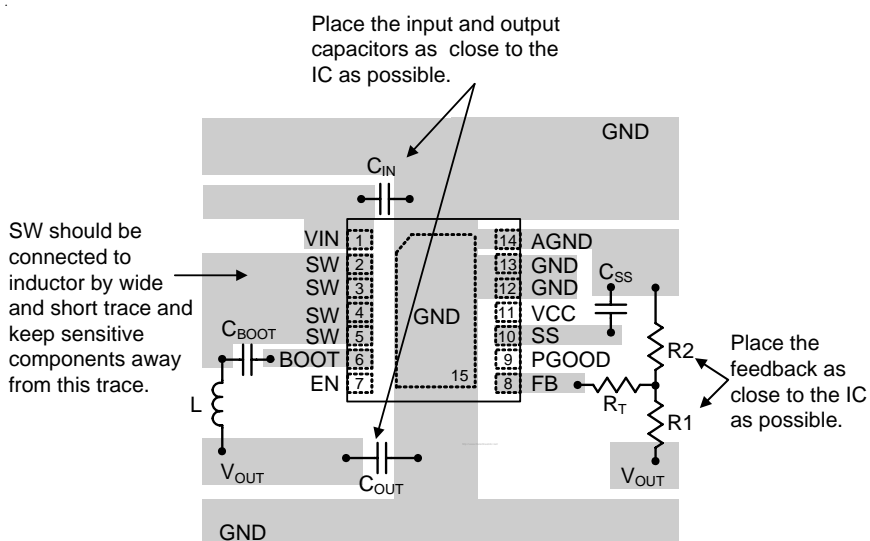 Place the input and output
capacitors as close to the
IC as possible.
GND
CIN
SW should be
connected to
inductor by wide
and short trace and
keep sensitive
components away
from this trace.
VIN 1
SW 2
SW 3
SW 4
SW 5
BOOT 6
EN 7
GND
15
14 AGND
13 GND
12 GND
11 VCC
10 SS
9 PGOOD
8 FB
CSS
CBOOT
L
RT
R2
R1
Place the
feedback as
close to the IC
as possible.
VOUT
COUT
VOUT
GND